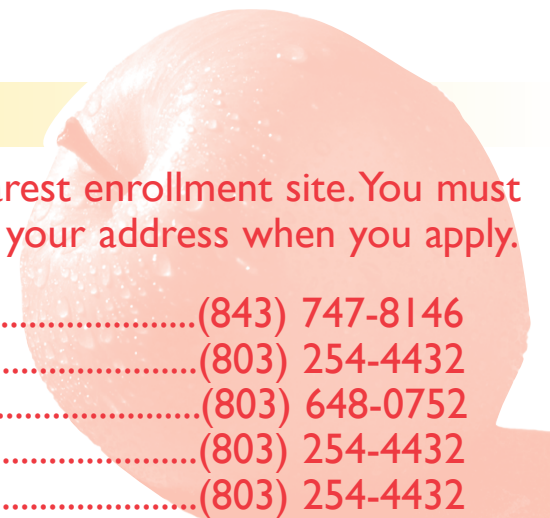 enrollment site. You must
your address when you apply.
.....................(843) 747-8146
.....................(803) 254-4432
.....................(803) 648-0752
.....................(803) 254-4432
.....................(803) 254-4432